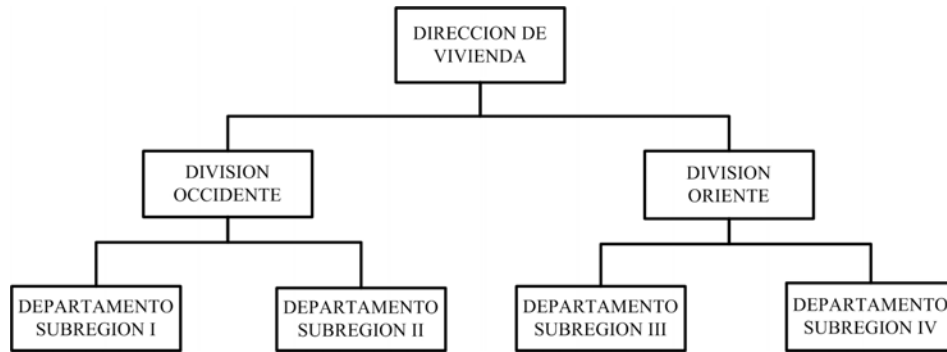 DIRECCION DE
VIVIENDA
DIVISION
OCCIDENTE
DIVISION
ORIENTE
DEPARTAMENTO
SUBREGION I
DEPARTAMENTO
SUBREGION II
DEPARTAMENTO
SUBREGION III
DEPARTAMENTO
SUBREGION IV